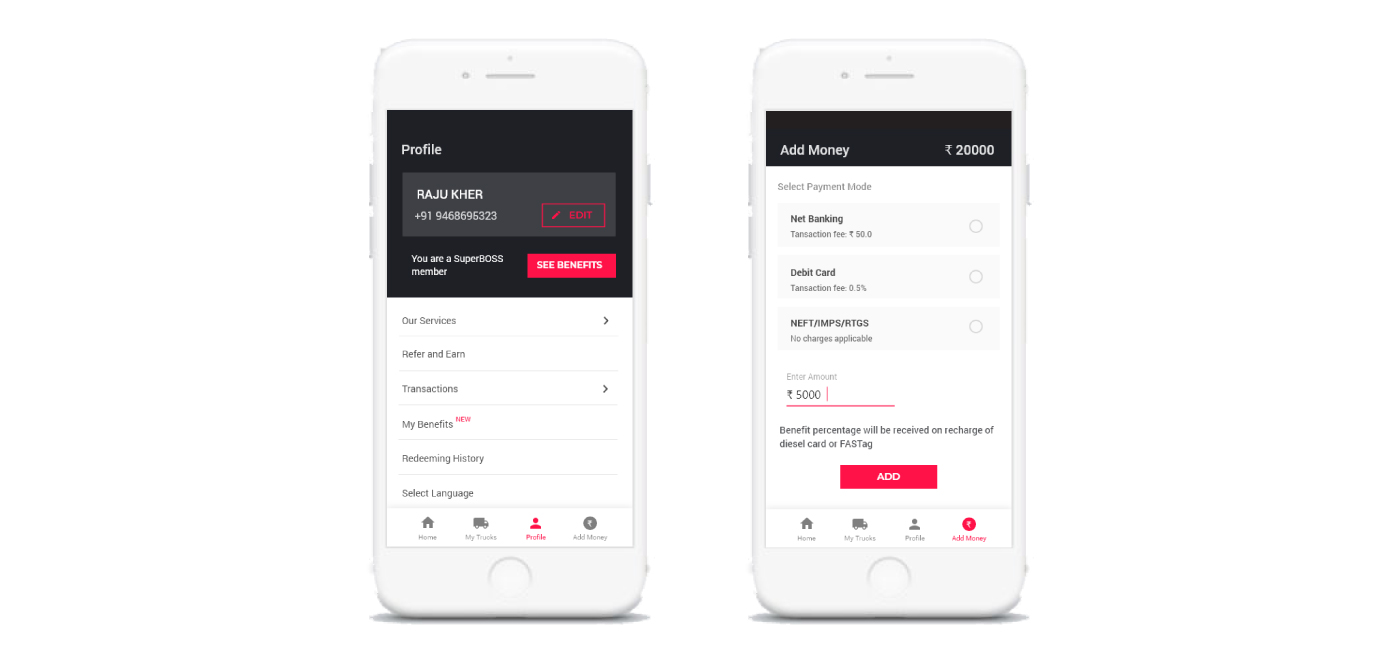 Profile
RAJU KHER
+91 9468695323
EDIT
You are a SuperBOSS
member
SEE BENEFITS
Our Services
Refer and Earn
Transactions
My Benefits NEW
Redeeming History
Select Language
Home
My Trucks
Profile
Add Money
Add Money
₹ 20000
Select Payment Mode
Net Banking
Tansaction fee: ₹ 50.0
Debit Card
Tansaction fee: 0.5%
NEFT/IMPS/RTGS
No charges applicable
Enter Amount
₹ 5000
Benefit percentage will be received on recharge of
diesel card or FASTag
ADD
Home
My Trucks
Profile
Add Money